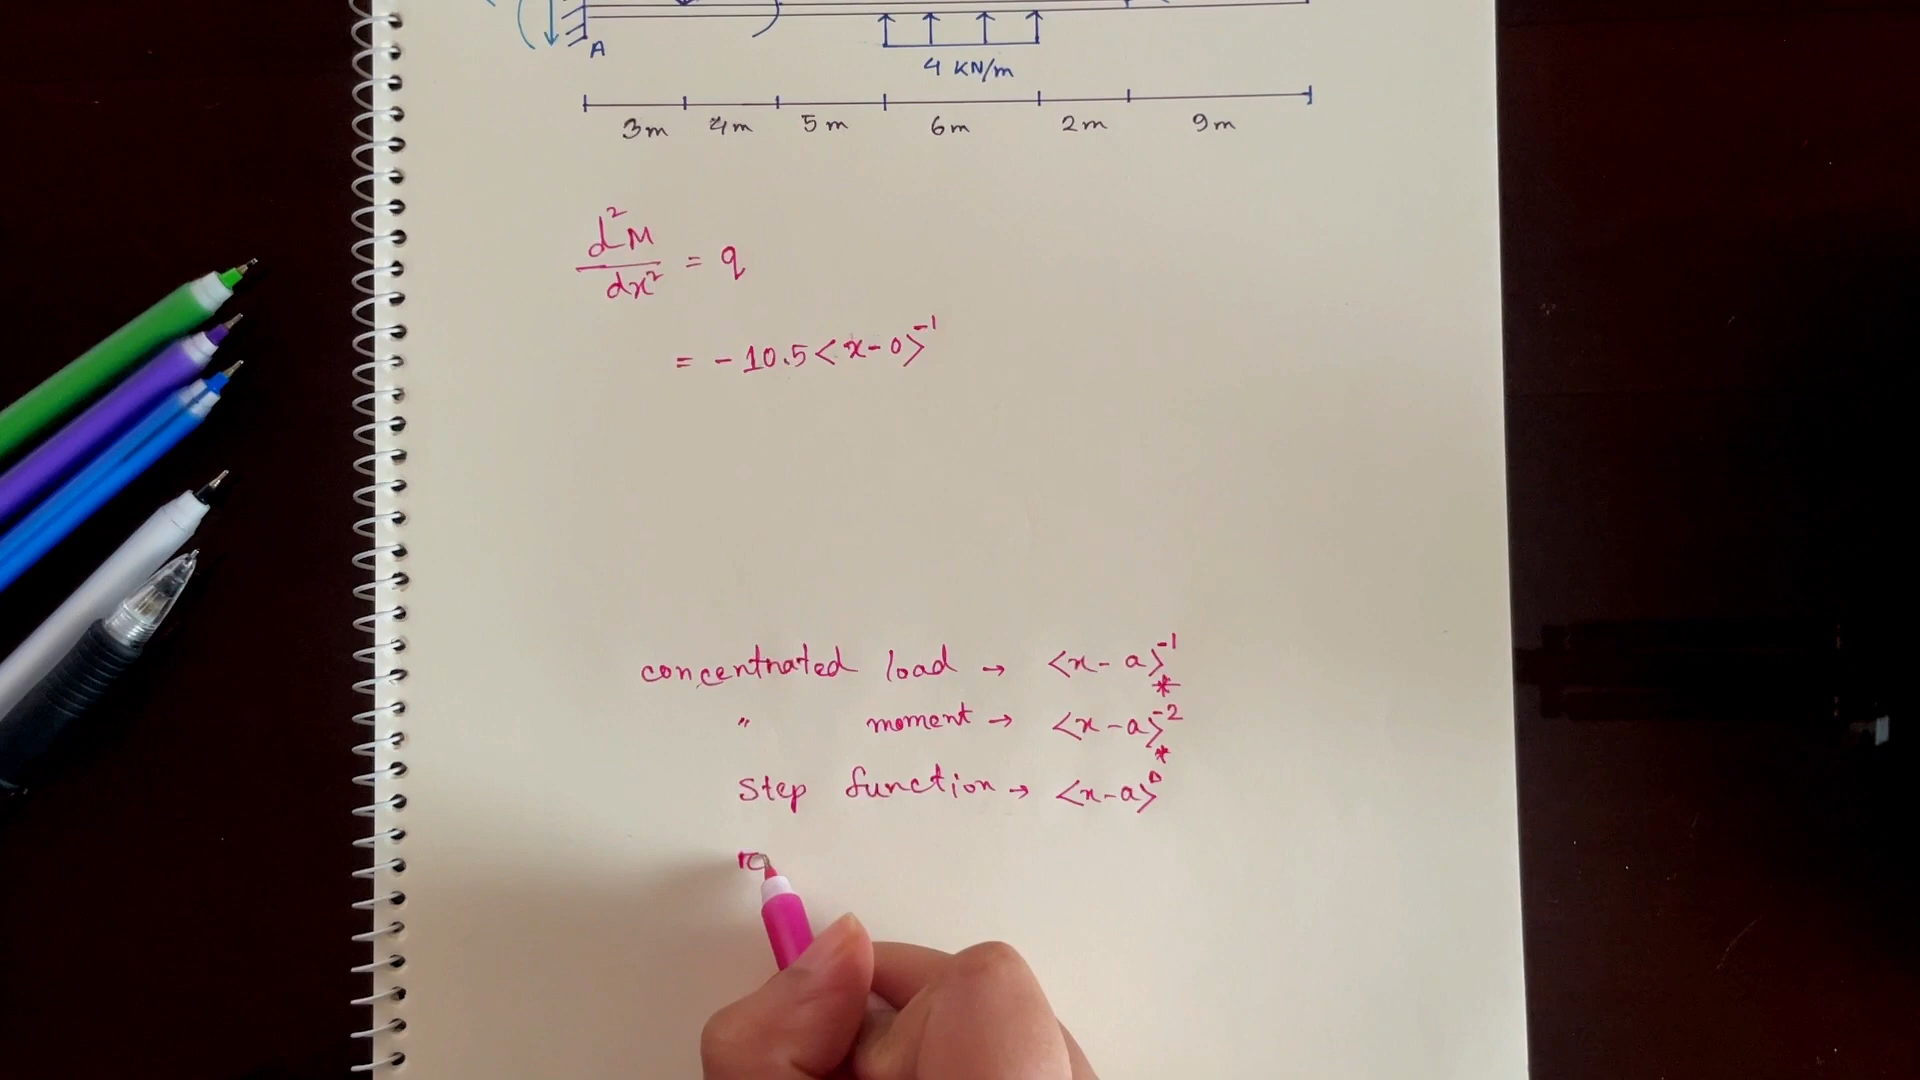 A
4 KN/m
3m 4m 5m 6m 2m 9m
d²M
dx² = q
= -10.5<x-0>⁻¹
concentrated load → <x-a>⁻¹
*
" moment → <x-a>⁻²
*
Step function → <x-a>⁰